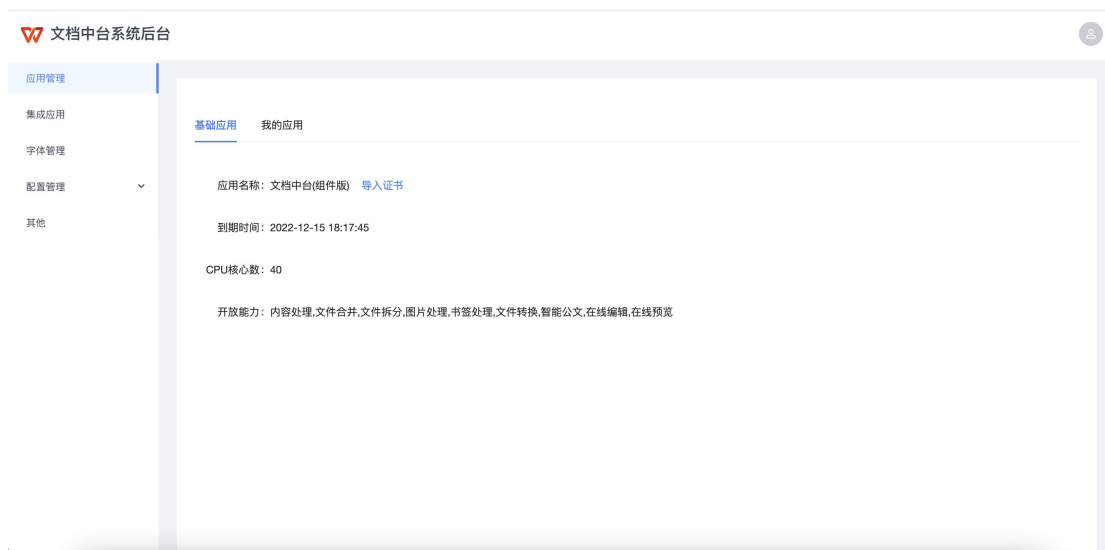 文档中台系统后台
应用管理
集成应用
字体管理
配置管理
其他
基础应用 我的应用
应用名称：文档中台(组件版) 导入证书
到期时间：2022-12-15 18:17:45
CPU核心数：40
开放能力：内容处理,文件合并,文件拆分,图片处理,书签处理,文件转换,智能公文,在线编辑,在线预览